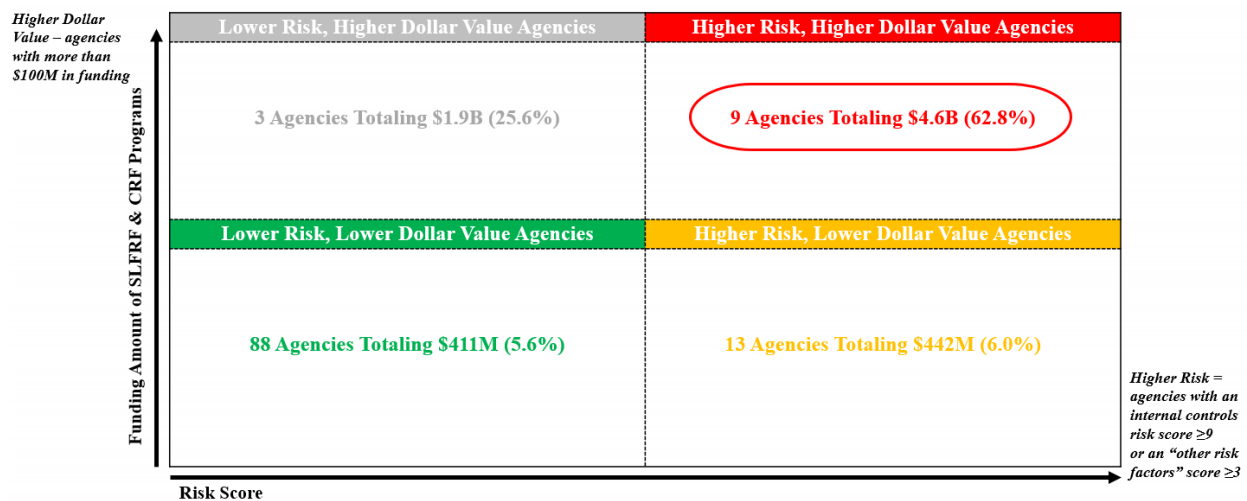 Higher Dollar
Value – agencies
with more than
$100M in funding
Funding Amount of SLFRF & CRF Programs
Lower Risk, Higher Dollar Value Agencies
Higher Risk, Higher Dollar Value Agencies
3 Agencies Totaling $1.9B (25.6%)
9 Agencies Totaling $4.6B (62.8%)
Lower Risk, Lower Dollar Value Agencies
Higher Risk, Lower Dollar Value Agencies
88 Agencies Totaling $411M (5.6%)
13 Agencies Totaling $442M (6.0%)
Higher Risk =
agencies with an
internal controls
risk score ≥9
or an “other risk
factors” score ≥3
Risk Score